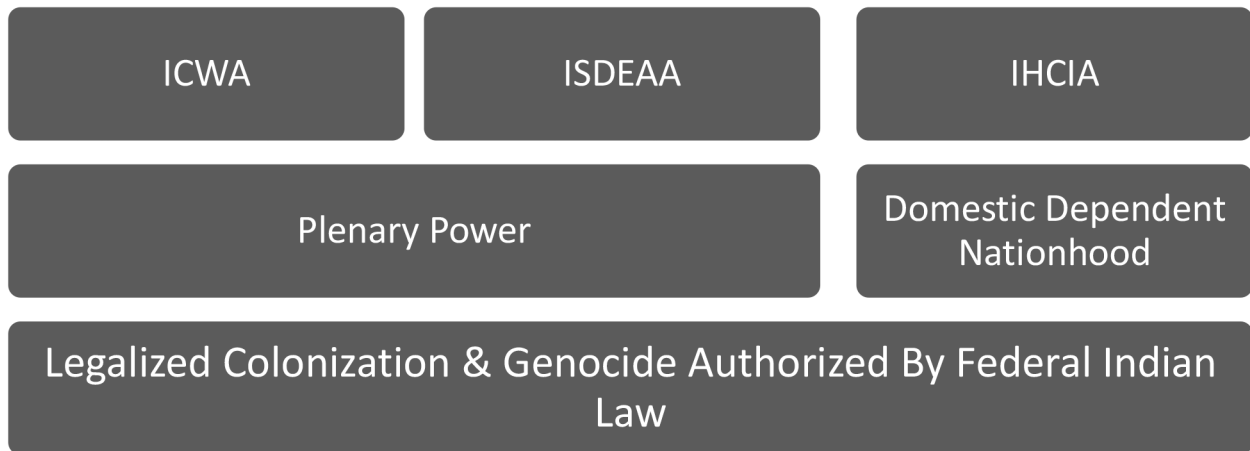 ICWA
ISDEAA
IHCIA
Plenary Power
Domestic Dependent
Nationhood
Legalized Colonization & Genocide Authorized By Federal Indian
Law